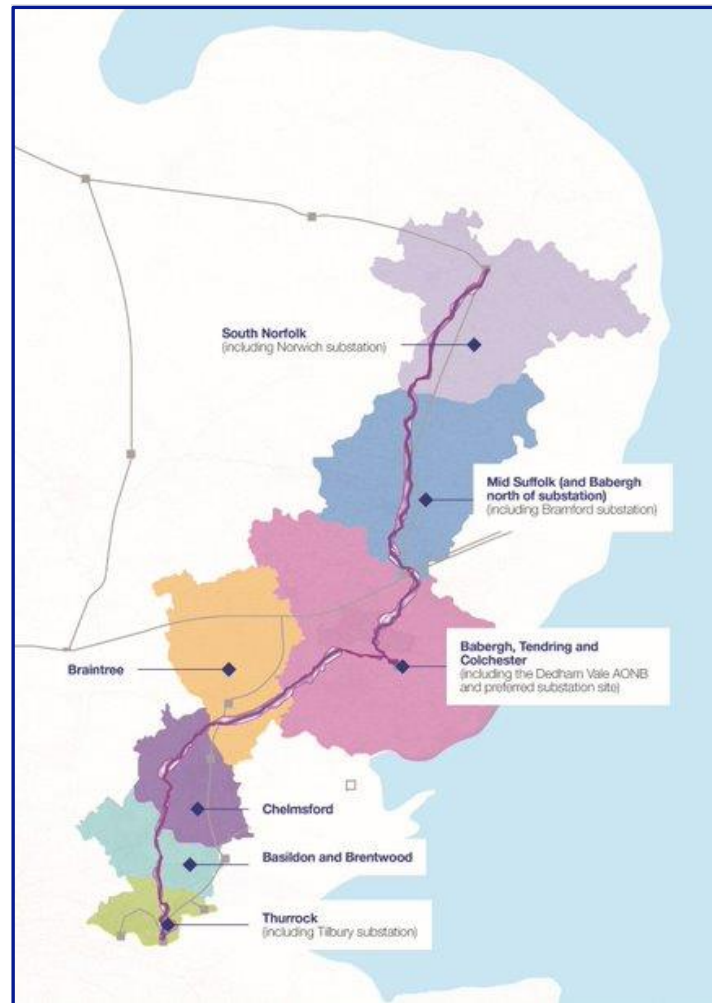 South Norfolk
(including Norwich substation)
Mid Suffolk (and Babergh
north of substation)
(including Bramford substation)
Babergh, Tendring and
Colchester
(including the Dedham Vale AONB
and preferred substation site)
Braintree
Chelmsford
Basildon and Brentwood
Thurrock
(including Tilbury substation)